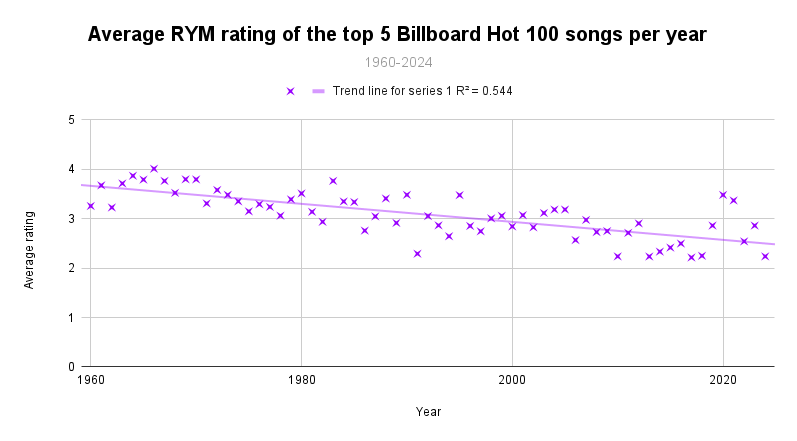 Average RYM rating of the top 5 Billboard Hot 100 songs per year
1960-2024
Trend line for series 1 R² = 0.544
5
4
3
2
1
0
Average rating
1960
1980
2000
2020
Year